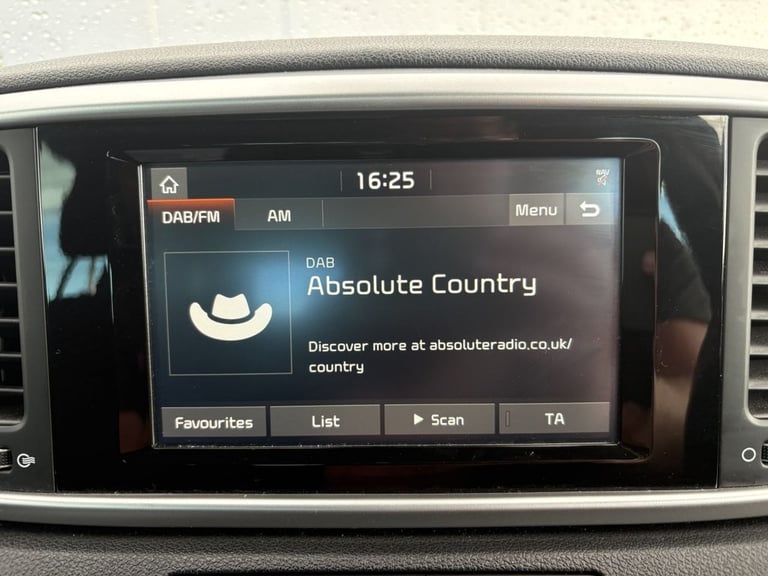 16:25
NAV
DAB/FM
AM
Menu
DAB
Absolute Country
Discover more at absoluteradio.co.uk/
country
Favourites
List
Scan
TA